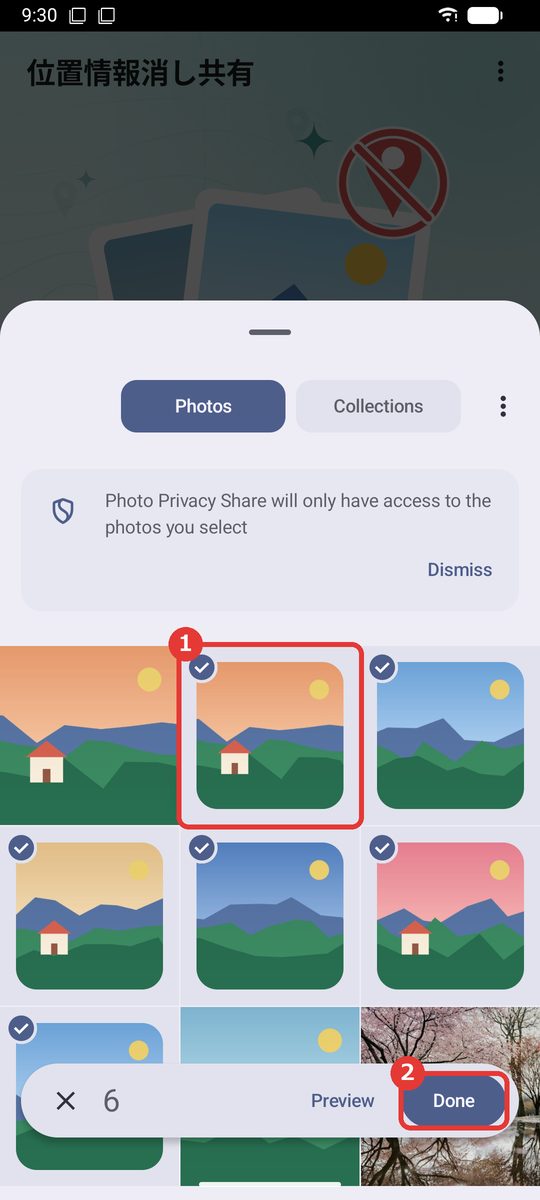 9:30
位置情報消し共有
Photos
Collections
Photo Privacy Share will only have access to the
photos you select
Dismiss
1
6
Preview
2
Done